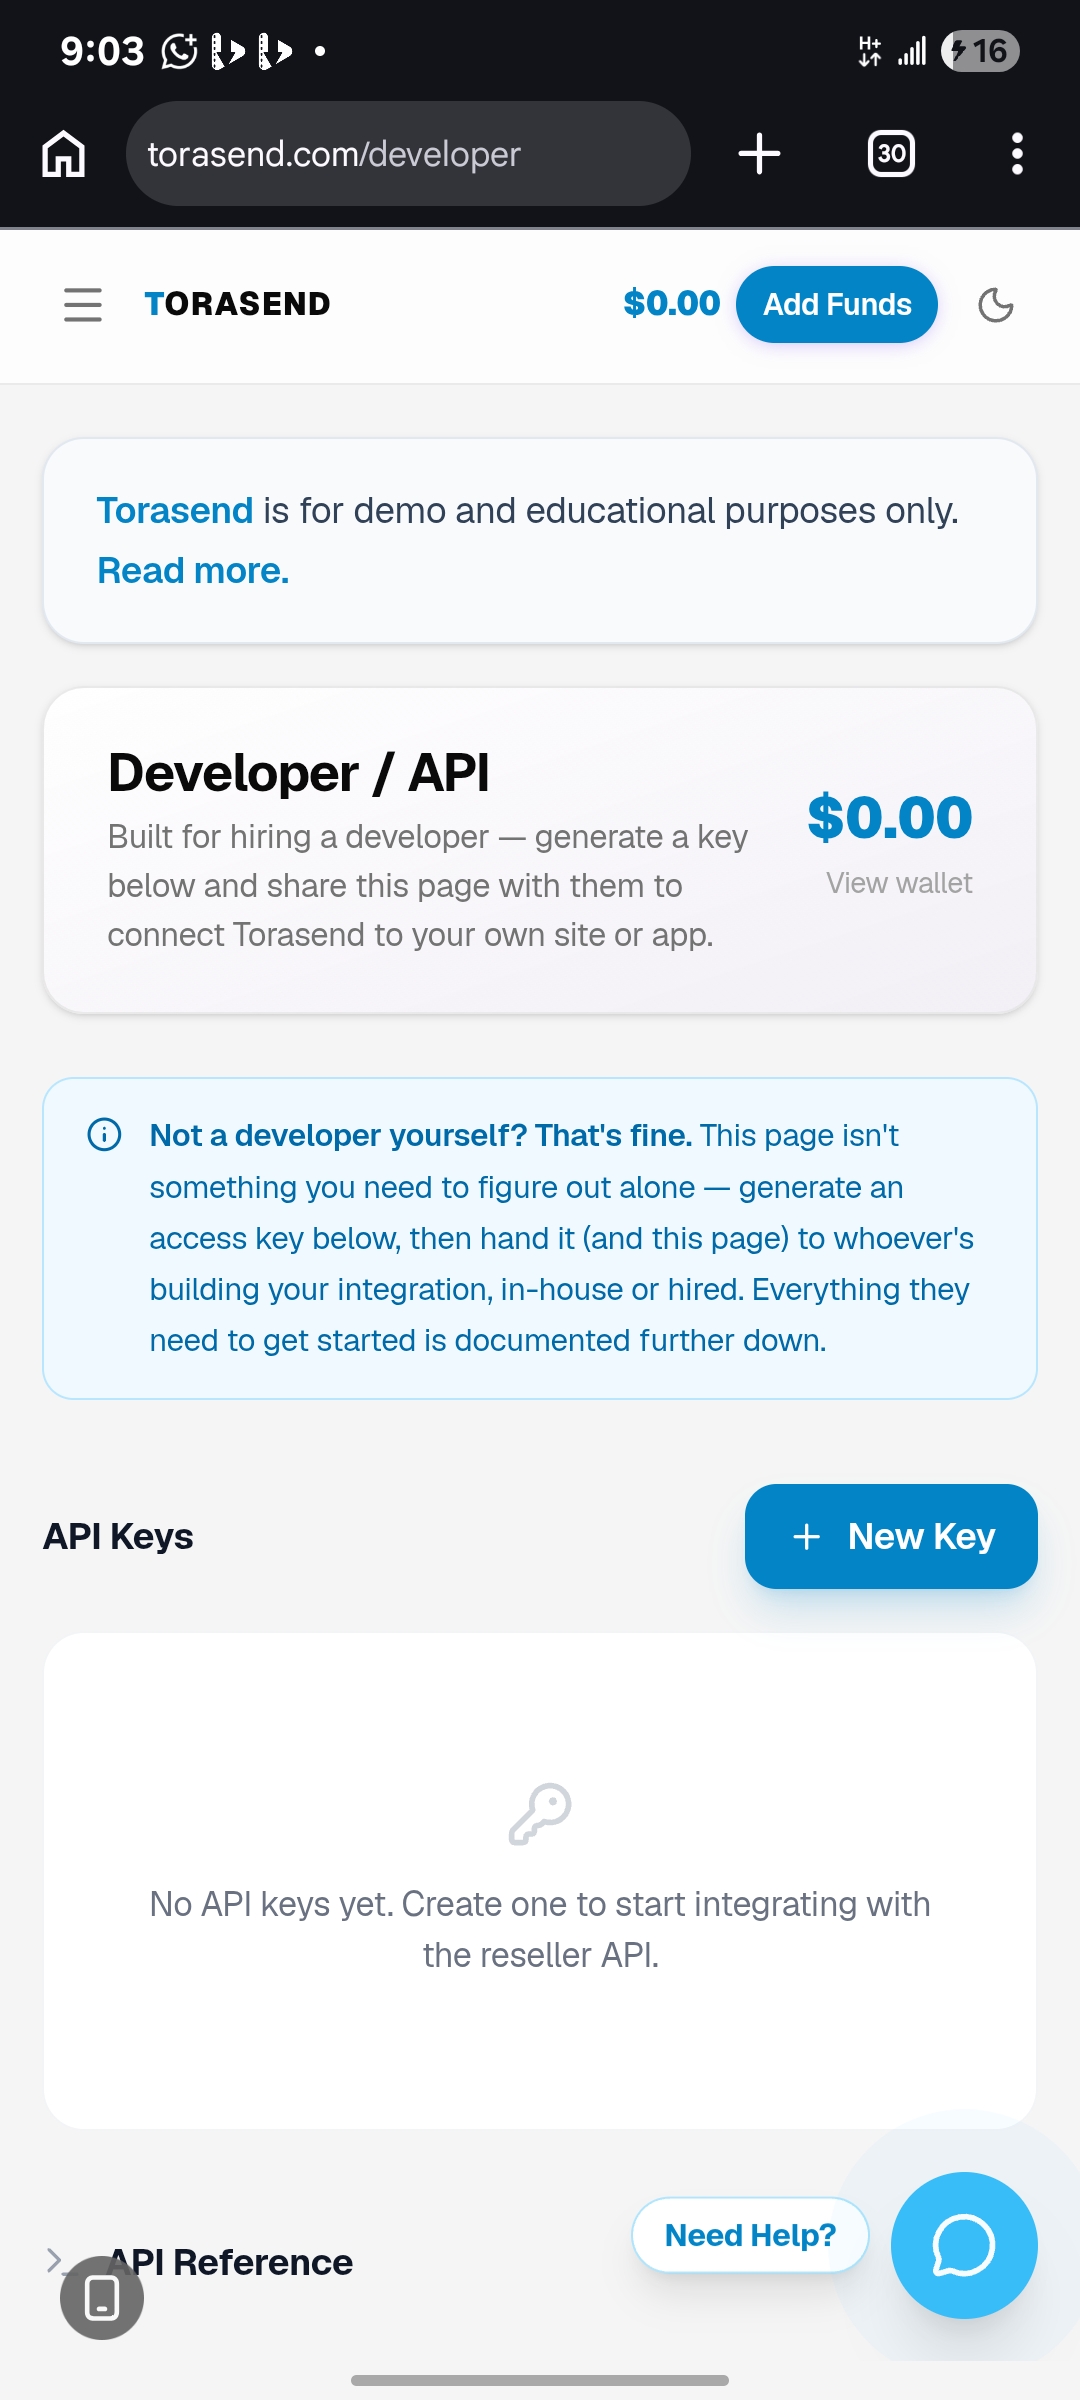 9:03
H+
16
torasend.com/developer
30
TORASEND
$0.00
Add Funds
Torasend is for demo and educational purposes only.
Read more.
Developer / API
Built for hiring a developer — generate a key
below and share this page with them to
connect Torasend to your own site or app.
$0.00
View wallet
Not a developer yourself? That's fine. This page isn't
something you need to figure out alone — generate an
access key below, then hand it (and this page) to whoever's
building your integration, in-house or hired. Everything they
need to get started is documented further down.
API Keys
New Key
No API keys yet. Create one to start integrating with
the reseller API.
Need Help?
API Reference